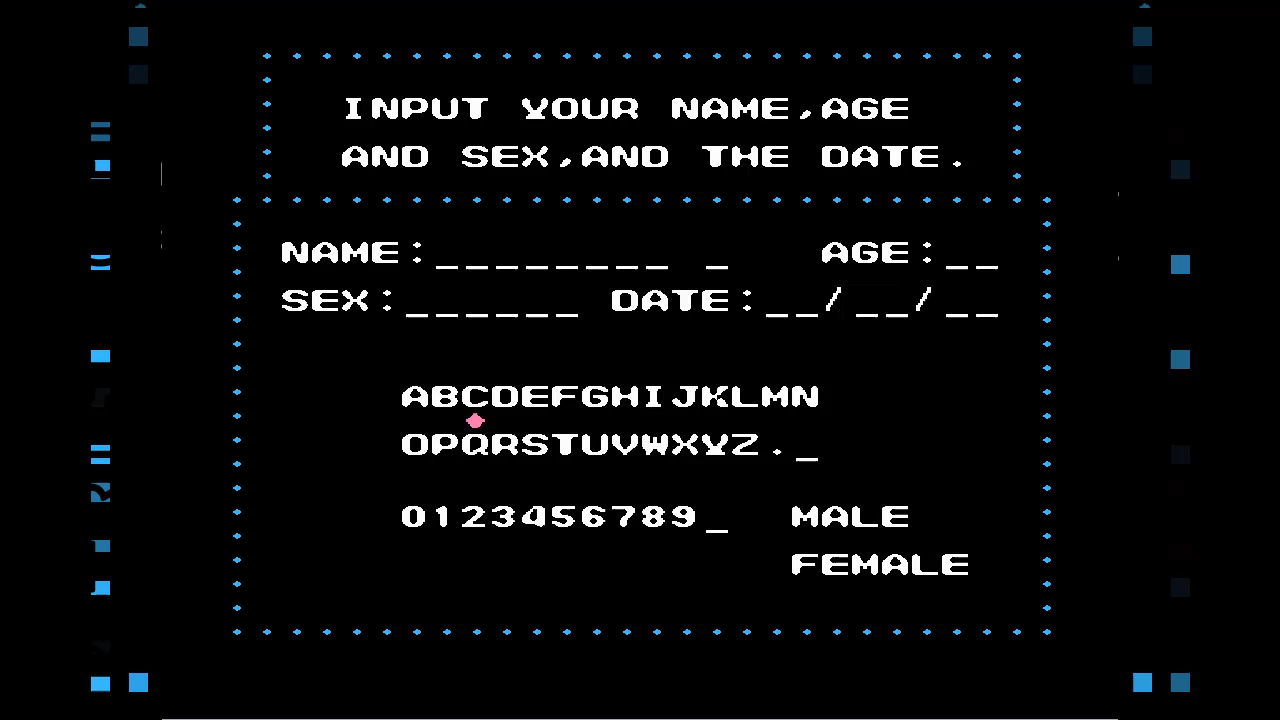 INPUT YOUR NAME,AGE
AND SEX,AND THE DATE.
NAME:________ _ AGE:__
SEX:______ DATE:__/__/__
ABCDEFGHIJKLMN
OPQRSTUVWXYZ._
0123456789_ MALE
FEMALE